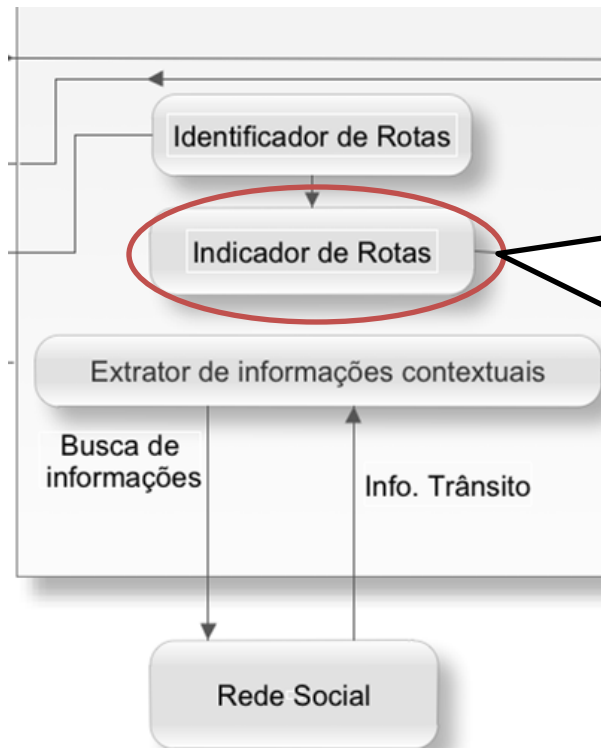 Identificador de Rotas
Indicador de Rotas
Extrator de informações contextuais
Busca de
informações
Info. Trânsito
Rede Social